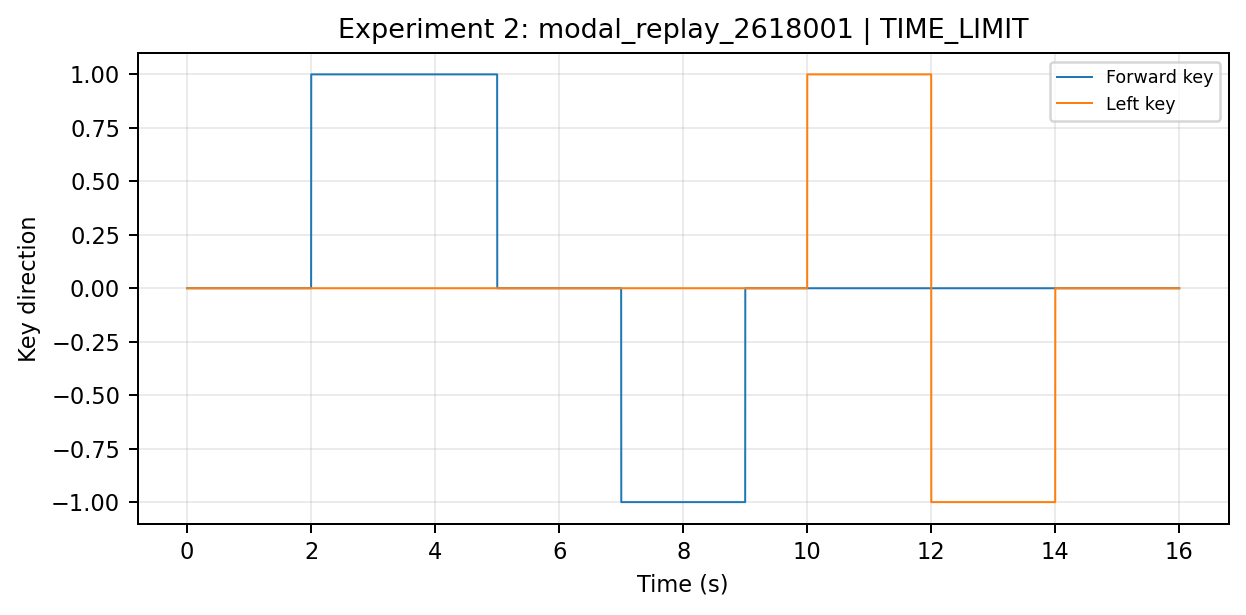 Experiment 2: modal_replay_2618001 | TIME_LIMIT
Forward key
Left key
Key direction
1.00
0.75
0.50
0.25
0.00
−0.25
−0.50
−0.75
−1.00
0 2 4 6 8 10 12 14 16
Time (s)